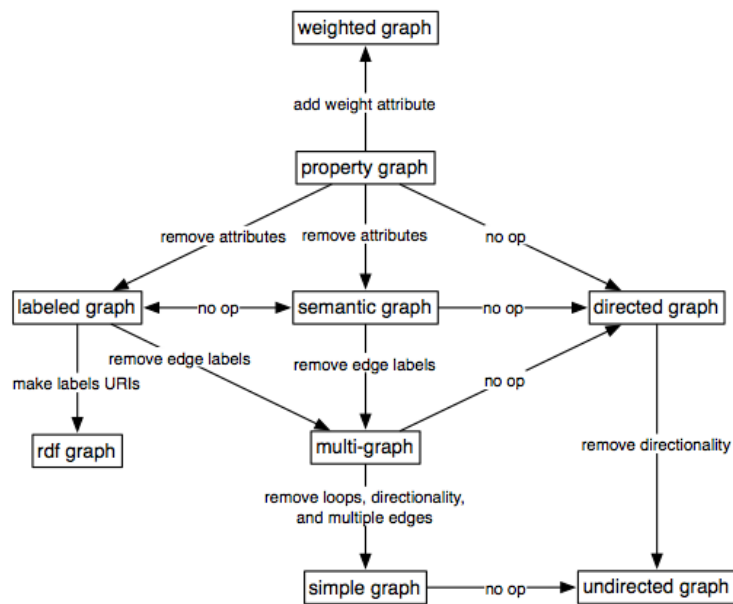 weighted graph
add weight attribute
property graph
remove attributes
remove attributes
no op
labeled graph
no op
semantic graph
no op
directed graph
remove edge labels
remove edge labels
no op
make labels URIs
rdf graph
multi-graph
remove directionality
remove loops, directionality,
and multiple edges
simple graph
no op
undirected graph